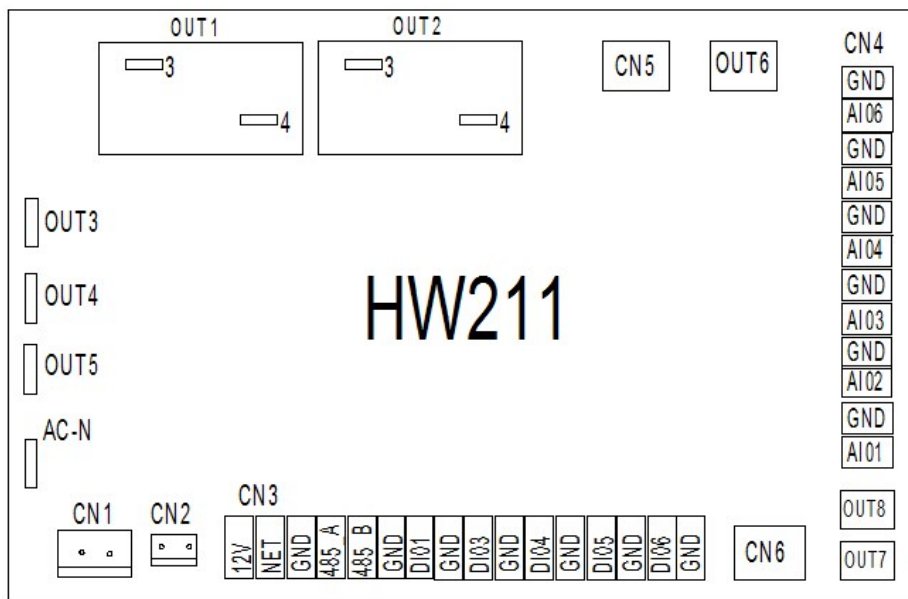 OUT1
OUT2
3
4
3
4
CN5
OUT6
CN4
GND
AI06
GND
AI05
GND
AI04
GND
AI03
GND
AI02
GND
AI01
OUT3
OUT4
OUT5
AC-N
HW211
CN1
CN2
CN3
12V
NET
GND
485_A
485_B
GND
DI01
GND
DI03
GND
DI04
GND
DI05
GND
DI06
GND
CN6
OUT8
OUT7